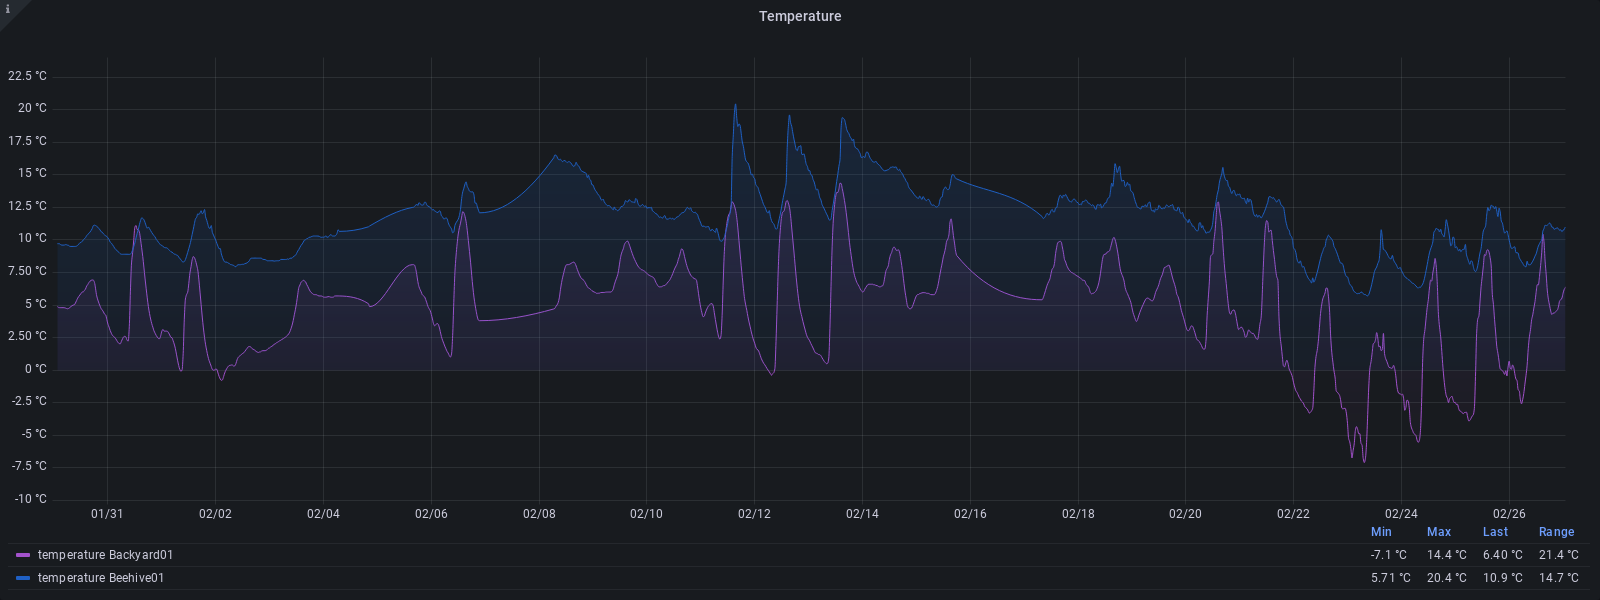 i
Temperature
22.5 °C
20 °C
17.5 °C
15 °C
12.5 °C
10 °C
7.50 °C
5 °C
2.50 °C
0 °C
-2.5 °C
-5 °C
-7.5 °C
-10 °C
01/31 02/02 02/04 02/06 02/08 02/10 02/12 02/14 02/16 02/18 02/20 02/22 02/24 02/26
Min Max Last Range
temperature Backyard01 -7.1 °C 14.4 °C 6.40 °C 21.4 °C
temperature Beehive01 5.71 °C 20.4 °C 10.9 °C 14.7 °C